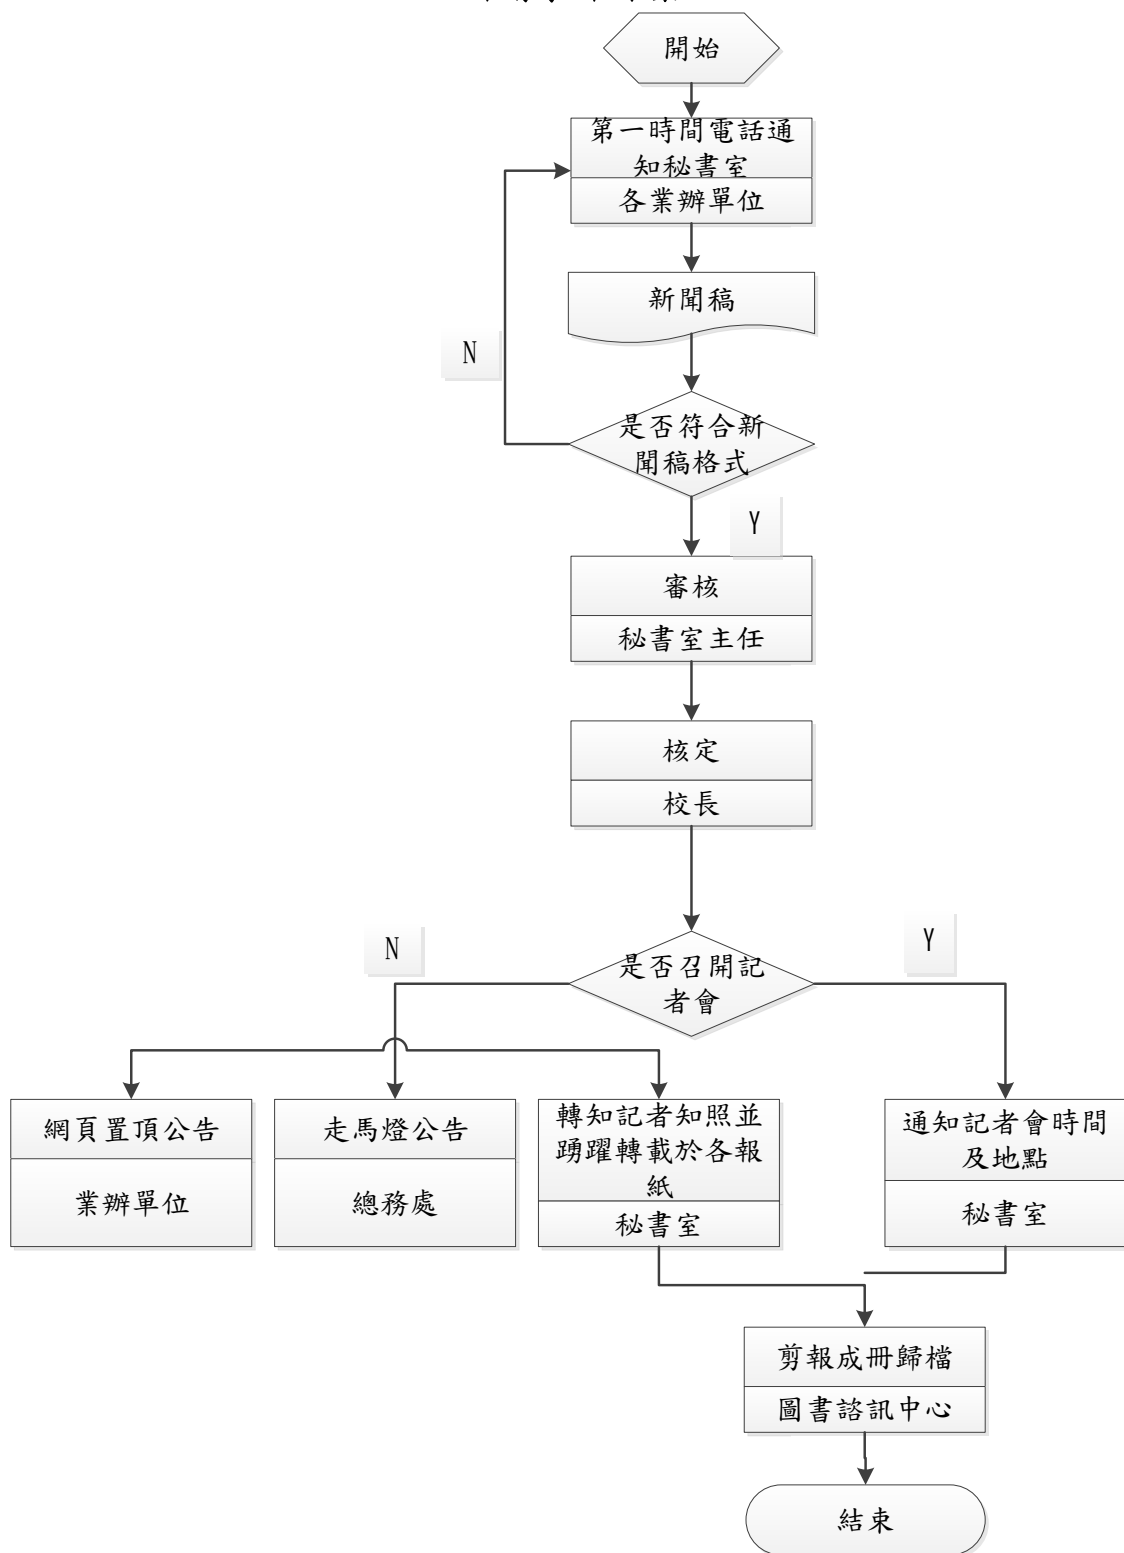 開始
第一時間電話通
知秘書室
各業辦單位
新聞稿
N
是否符合新
聞稿格式
Y
審核
秘書室主任
核定
校長
N
Y
是否召開記
者會
網頁置頂公告
業辦單位
走馬燈公告
總務處
轉知記者知照並
踴躍轉載於各報
紙
秘書室
通知記者會時間
及地點
秘書室
剪報成冊歸檔
圖書諮訊中心
結束